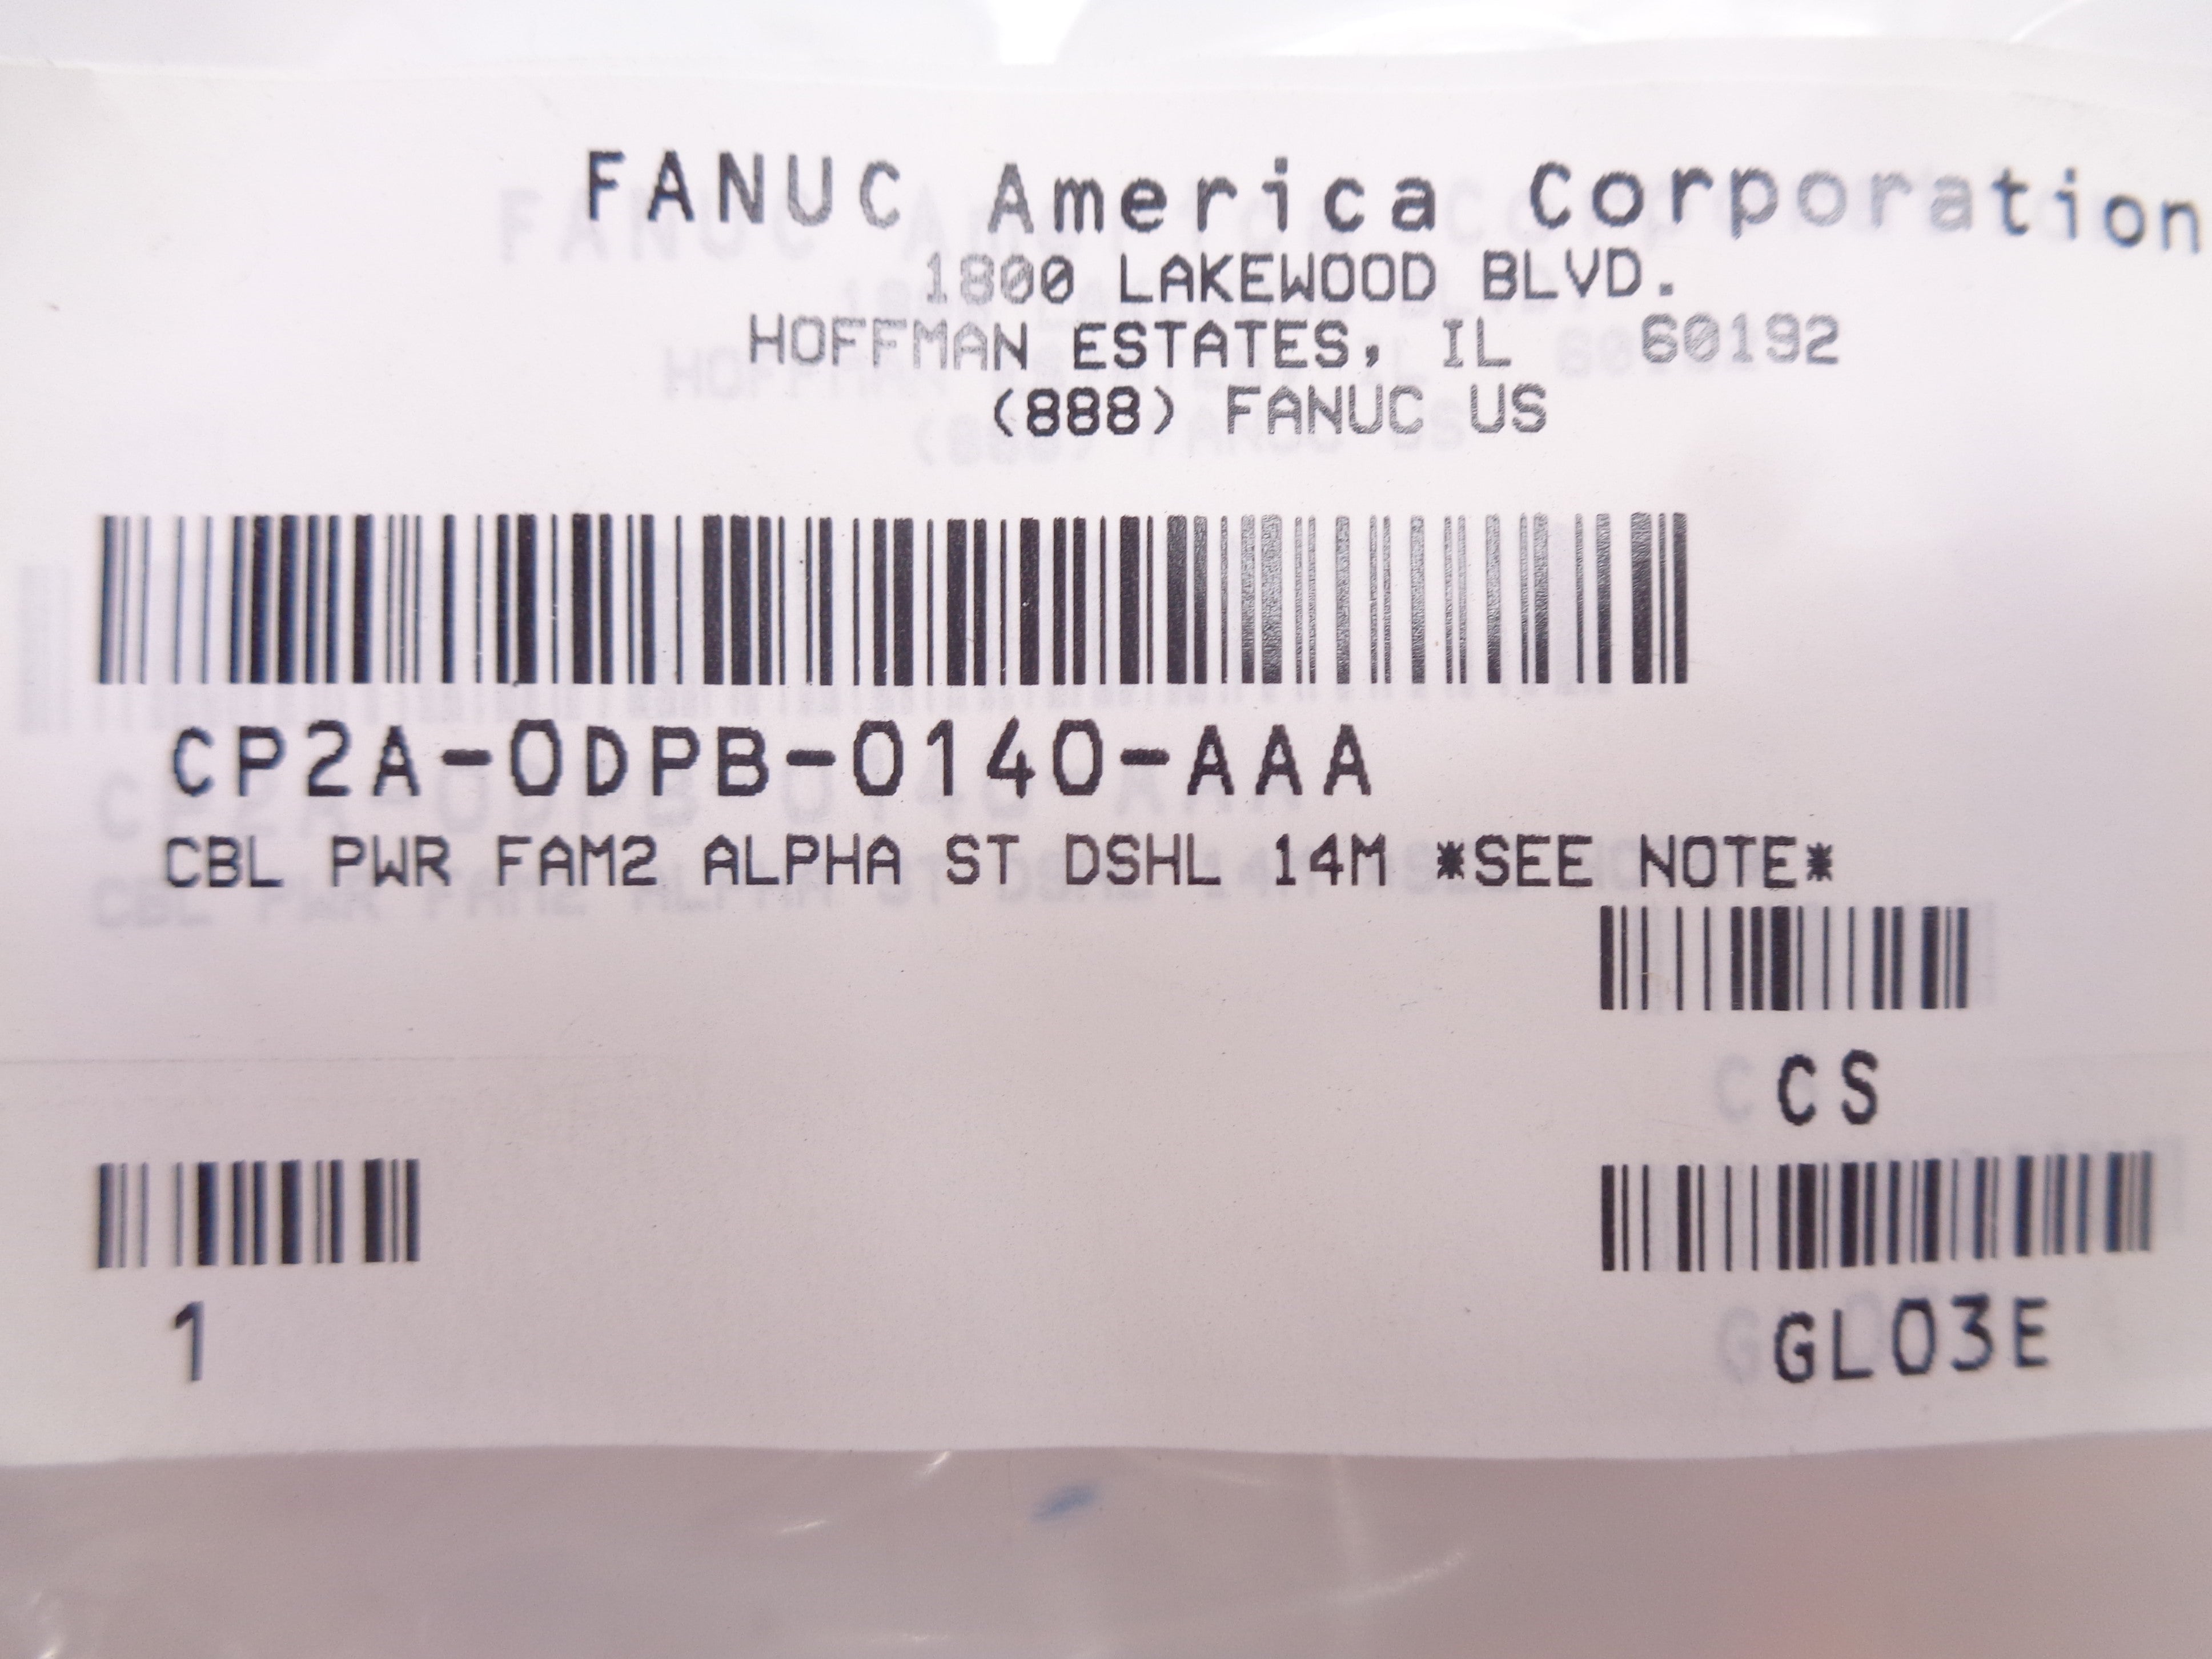 FANUC America Corporation
1800 LAKEWOOD BLVD.
HOFFMAN ESTATES, IL 60192
(888) FANUC US
CP2A-0DPB-0140-AAA
CBL PWR FAM2 ALPHA ST DSHL 14M *SEE NOTE*
CS
1
GL03E